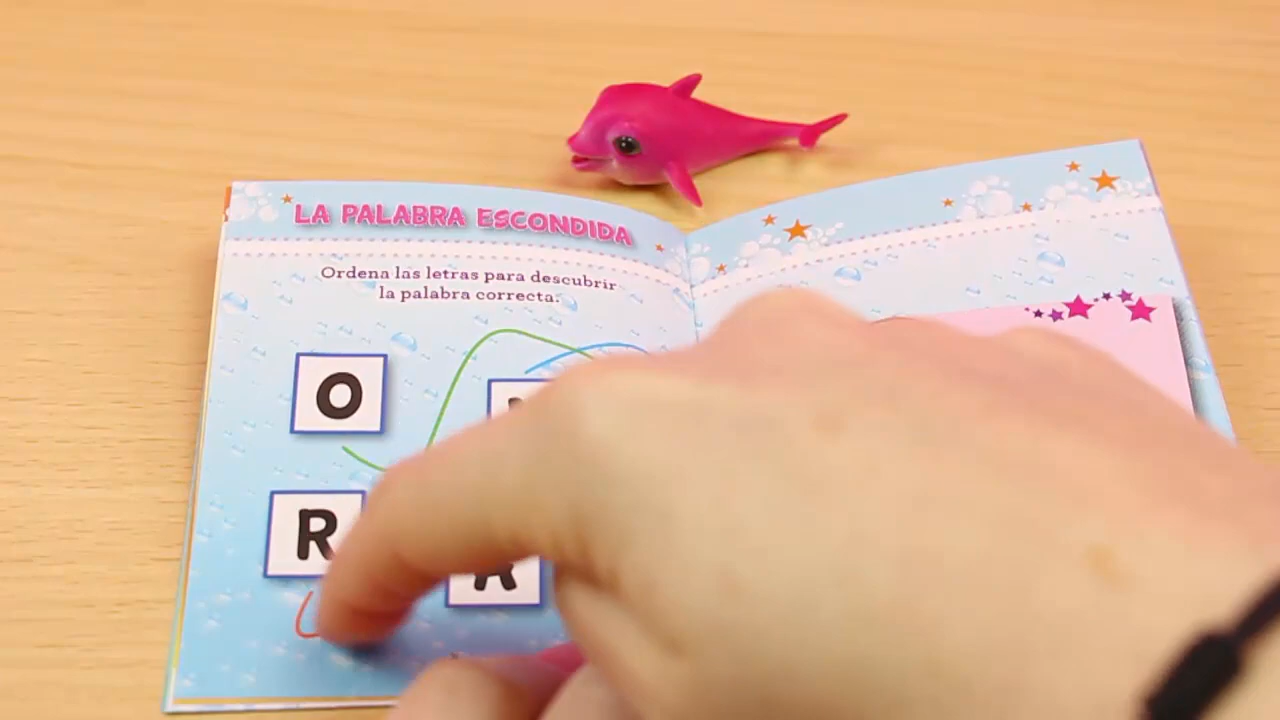 LA PALABRA ESCONDIDA
Ordena las letras para descubrir
la palabra correcta.
O
R
A